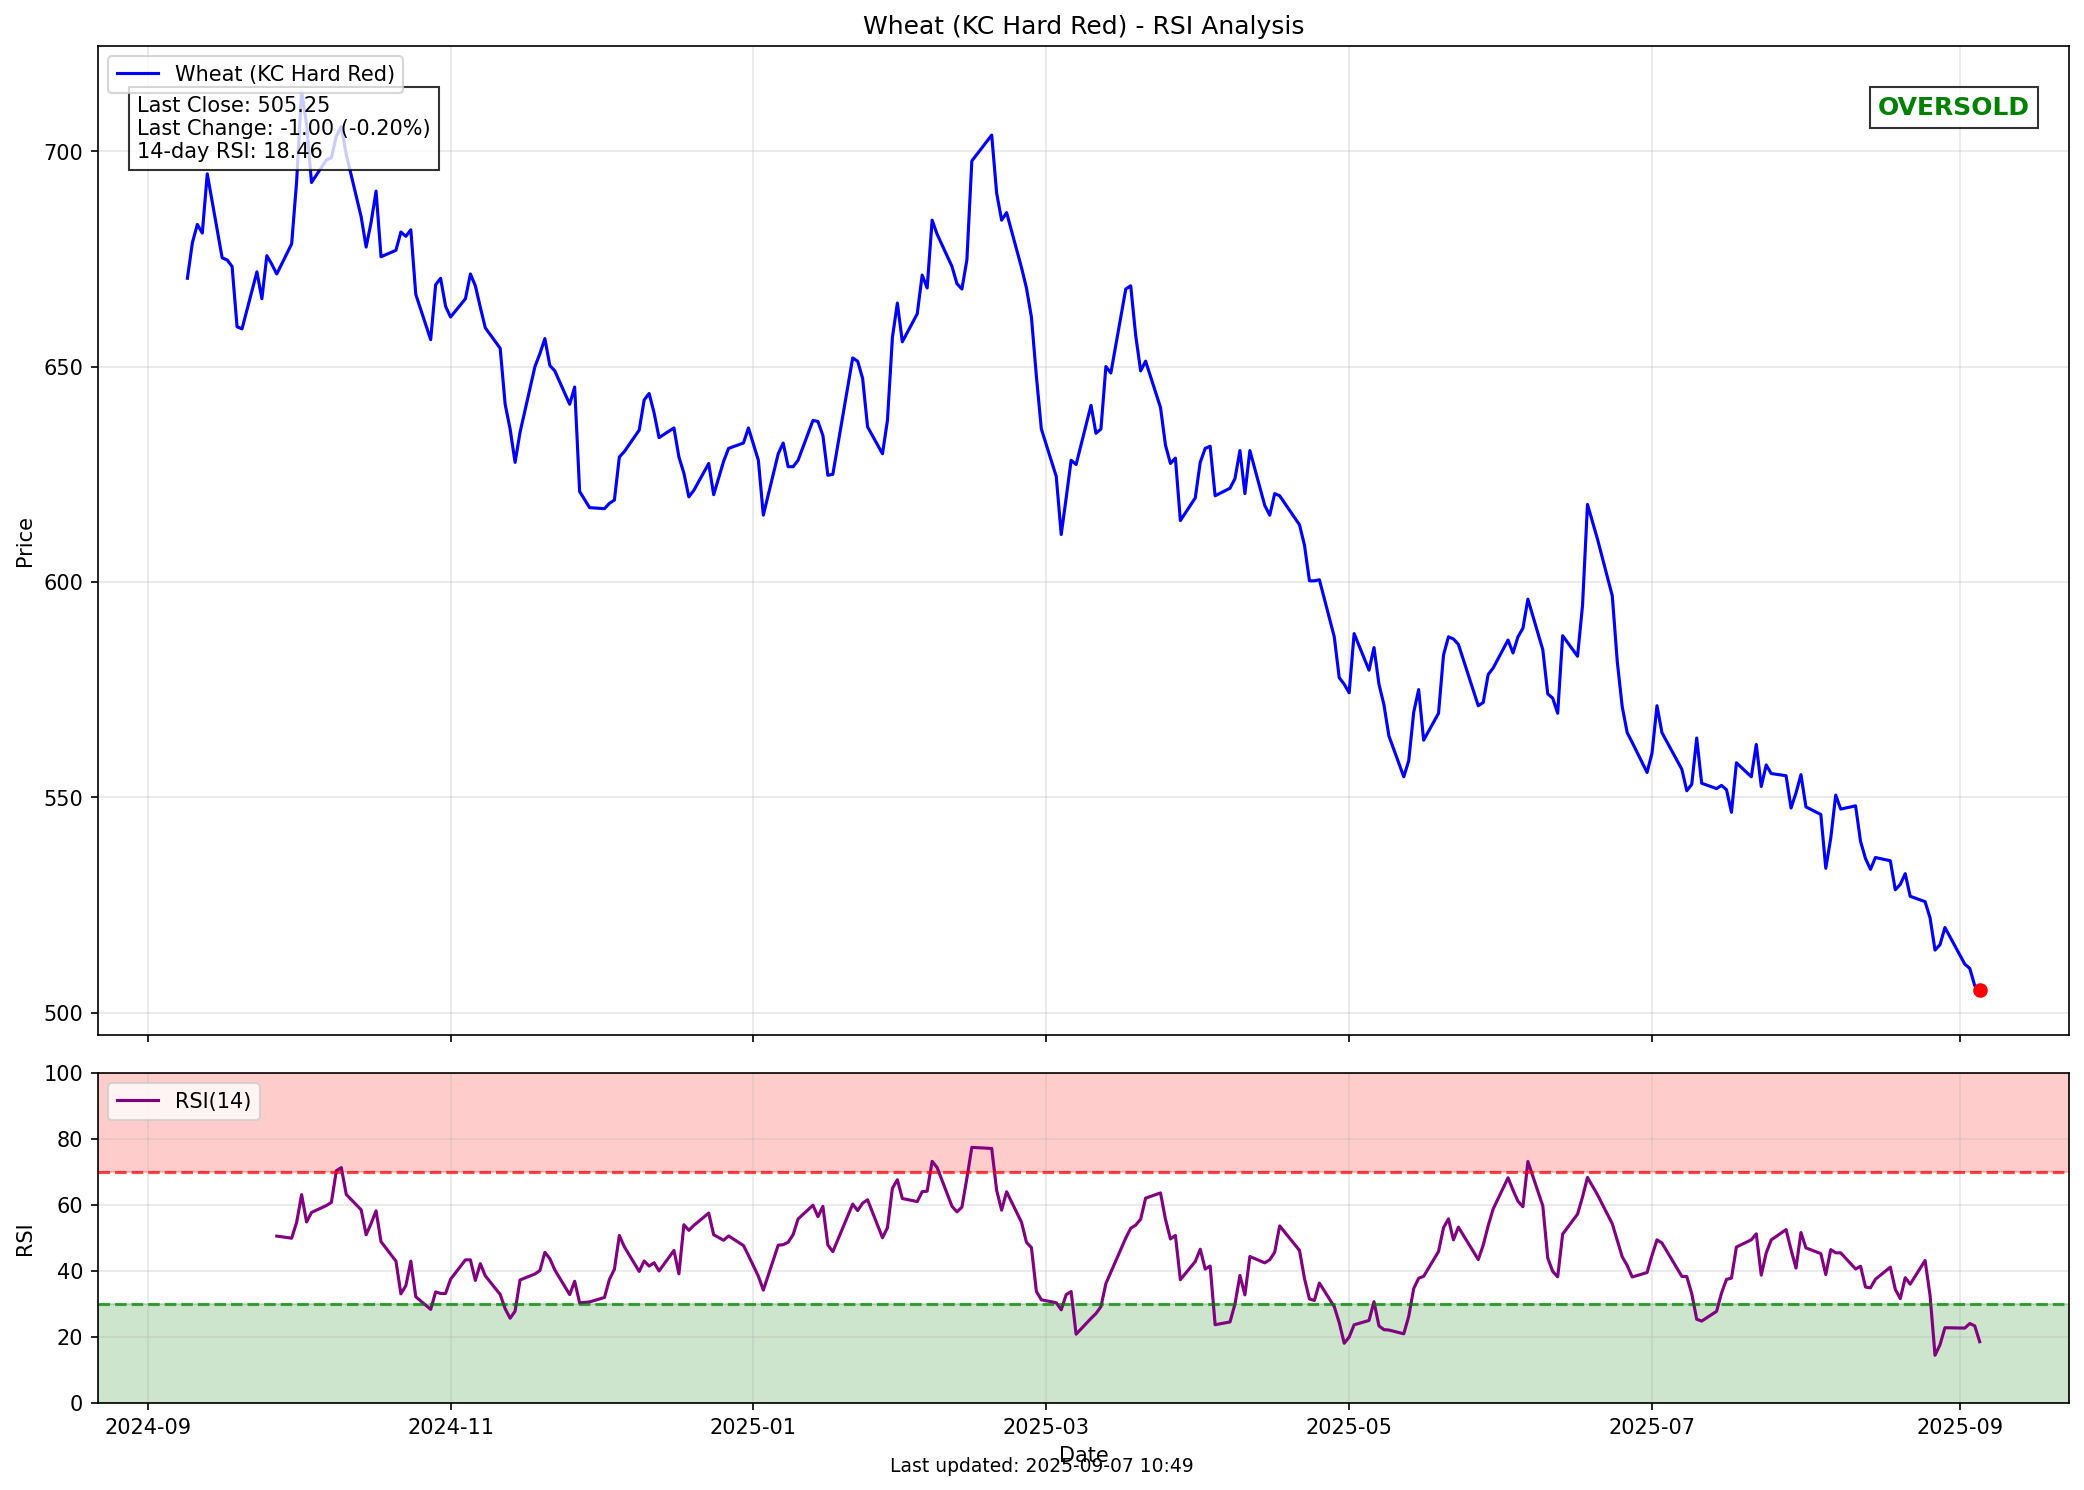 Wheat (KC Hard Red) - RSI Analysis
Wheat (KC Hard Red)
Last Close: 505.25
Last Change: -1.00 (-0.20%)
14-day RSI: 18.46
OVERSOLD
700
650
600
550
500
Price
100
80
60
40
20
0
RSI
RSI(14)
2024-09
2024-11
2025-01
2025-03
2025-05
2025-07
2025-09
Date
Last updated: 2025-09-07 10:49